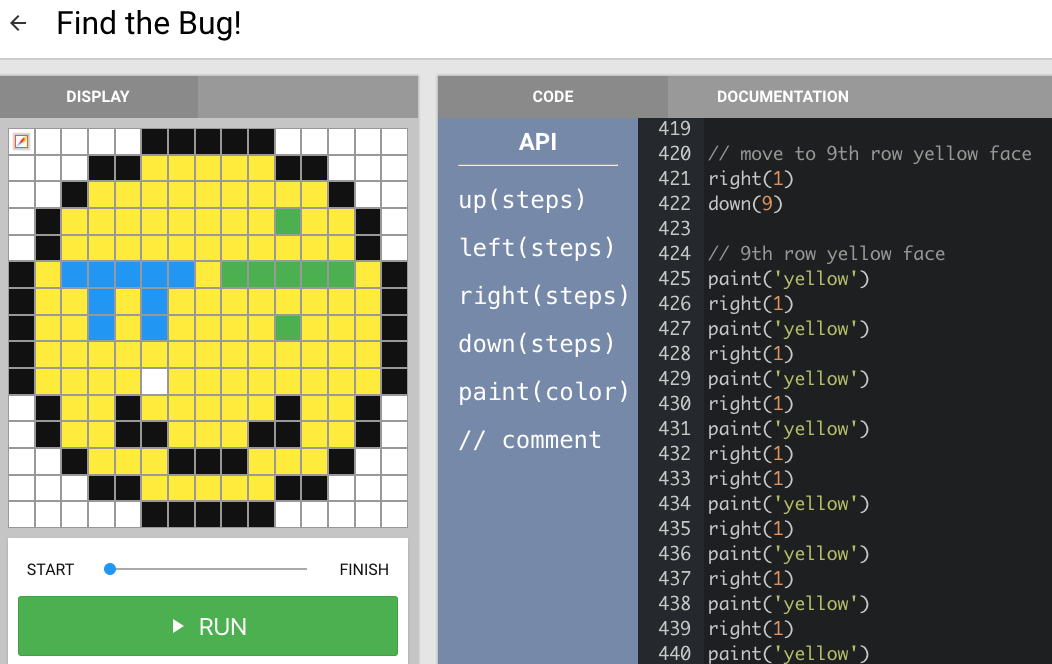 Find the Bug!
DISPLAY
START
FINISH
RUN
CODE
DOCUMENTATION
API
up(steps)
left(steps)
right(steps)
down(steps)
paint(color)
// comment
419
420 // move to 9th row yellow face
421 right(1)
422 down(9)
423
424 // 9th row yellow face
425 paint('yellow')
426 right(1)
427 paint('yellow')
428 right(1)
429 paint('yellow')
430 right(1)
431 paint('yellow')
432 right(1)
433 right(1)
434 paint('yellow')
435 right(1)
436 paint('yellow')
437 right(1)
438 paint('yellow')
439 right(1)
440 paint('yellow')